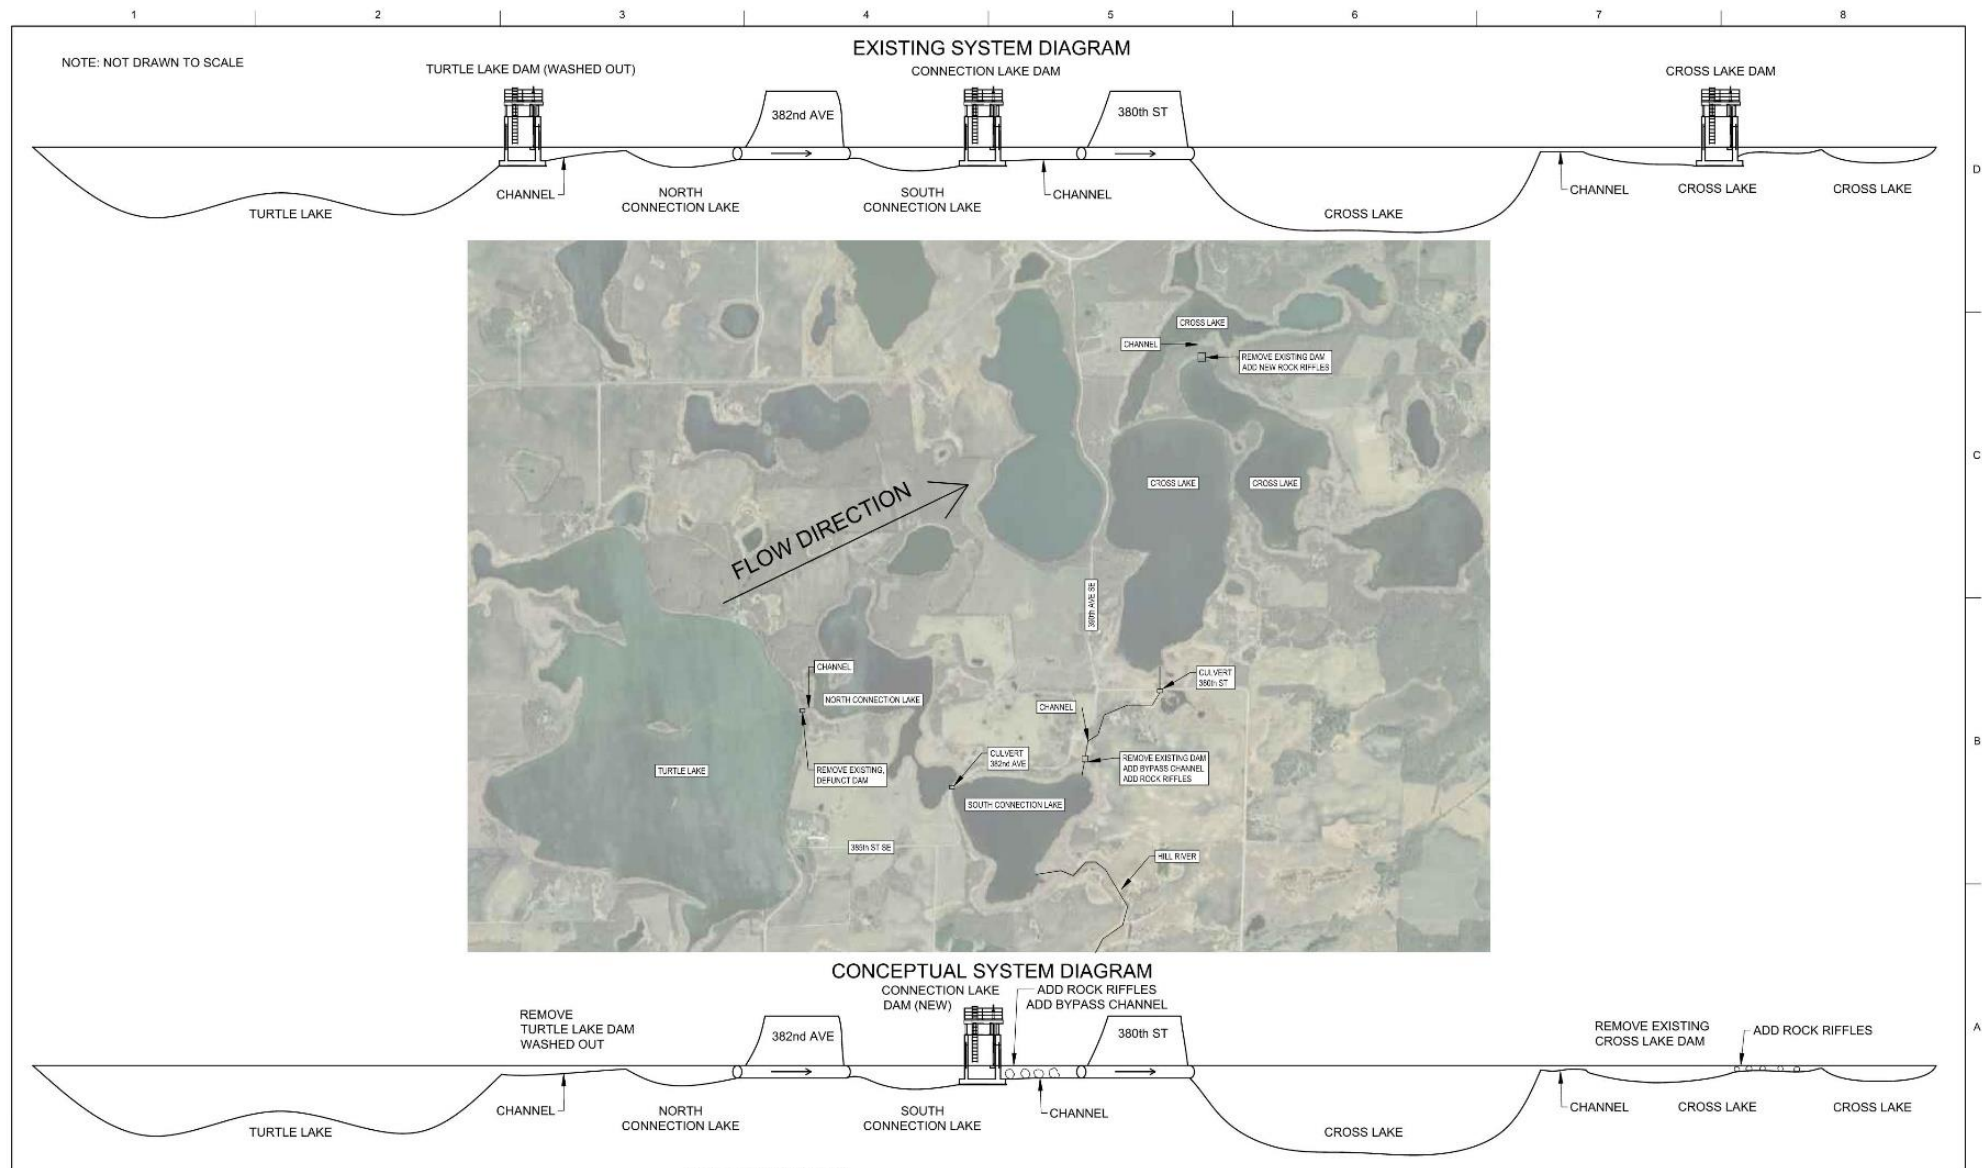 1 2 3 4 5 6 7 8
EXISTING SYSTEM DIAGRAM
NOTE: NOT DRAWN TO SCALE
TURTLE LAKE DAM (WASHED OUT)
CONNECTION LAKE DAM
CROSS LAKE DAM
382nd AVE
380th ST
D
CHANNEL
NORTH
CONNECTION LAKE
SOUTH
CONNECTION LAKE
CHANNEL
CHANNEL
CROSS LAKE
CROSS LAKE
TURTLE LAKE
CROSS LAKE
CROSS LAKE
CHANNEL
REMOVE EXISTING DAM
ADD NEW ROCK RIFFLES
C
CROSS LAKE
CROSS LAKE
FLOW DIRECTION
CHANNEL
NORTH CONNECTION LAKE
CULVERT
380th ST
CHANNEL
B
CULVERT
382nd AVE
REMOVE EXISTING DAM
ADD BYPASS CHANNEL
ADD ROCK RIFFLES
TURTLE LAKE
REMOVE EXISTING,
DEFUNCT DAM
SOUTH CONNECTION LAKE
385th ST SE
HILL RIVER
CONCEPTUAL SYSTEM DIAGRAM
CONNECTION LAKE
DAM (NEW)
ADD ROCK RIFFLES
ADD BYPASS CHANNEL
REMOVE
TURTLE LAKE DAM
WASHED OUT
382nd AVE
380th ST
REMOVE EXISTING
CROSS LAKE DAM
ADD ROCK RIFFLES
A
CHANNEL
NORTH
CONNECTION LAKE
SOUTH
CONNECTION LAKE
CHANNEL
CHANNEL
CROSS LAKE
CROSS LAKE
TURTLE LAKE
CROSS LAKE